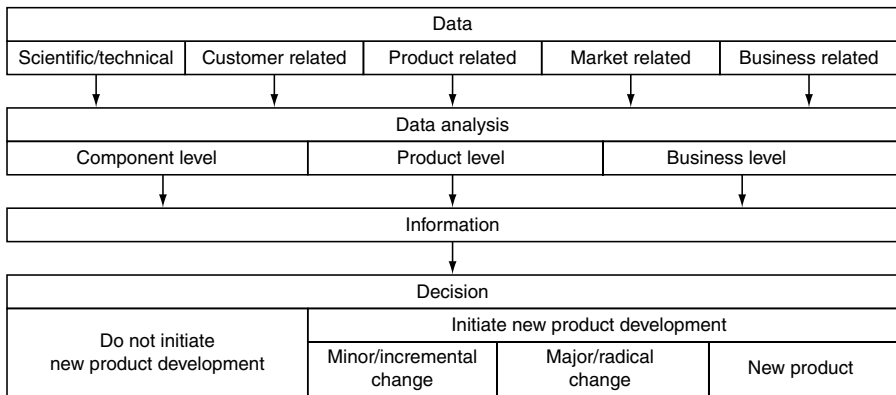 Data
Scientific/technical
Customer related
Product related
Market related
Business related
Data analysis
Component level
Product level
Business level
Information
Decision
Do not initiate
new product development
Initiate new product development
Minor/incremental
change
Major/radical
change
New product